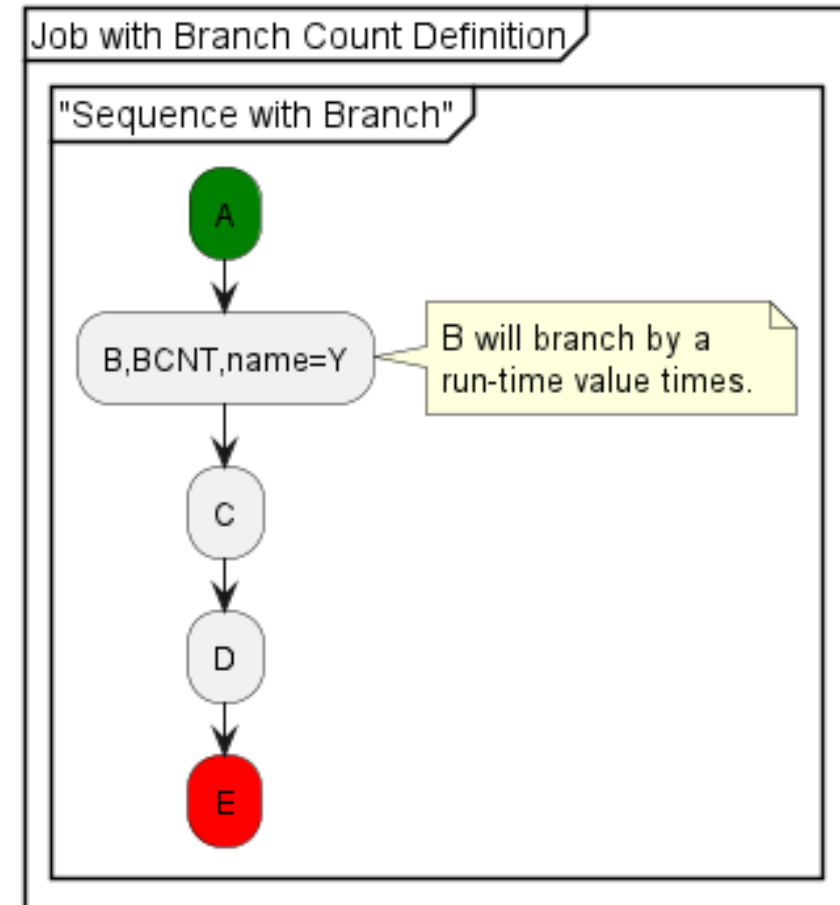 Job with Branch Count Definition
"Sequence with Branch"
A
B,BCNT,name=Y
B will branch by a
run-time value times.
C
D
E